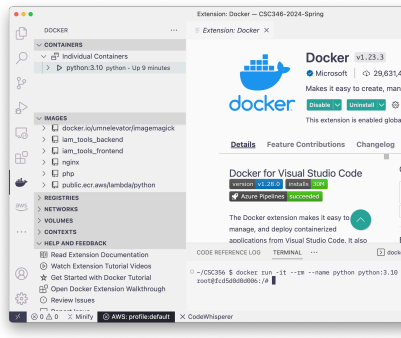 Extension: Docker — CSC346-2024-Spring
DOCKER
CONTAINERS
Individual Containers
python:3.10 python - Up 9 minutes
IMAGES
docker.io/umnelevator/imagemagick
iam_tools_backend
iam_tools_frontend
nginx
php
public.ecr.aws/lambda/python
REGISTRIES
NETWORKS
VOLUMES
CONTEXTS
HELP AND FEEDBACK
Read Extension Documentation
Watch Extension Tutorial Videos
Get Started with Docker Tutorial
Open Docker Extension Walkthrough
Review Issues
aws
Extension: Docker
docker
Docker v1.23.3
Microsoft 29,631,4
Makes it easy to create, man
Disable Uninstall
This extension is enabled globa
Details Feature Contributions Changelog
Docker for Visual Studio Code
version v1.28.0 installs 30M
Azure Pipelines succeeded
The Docker extension makes it easy to
manage, and deploy containerized
applications from Visual Studio Code. It also
CODE REFERENCE LOG TERMINAL ... dock
~/CSC356 $ docker run -it --rm --name python python:3.10
root@fcd5d0d8d006:/#
0 0 Minify AWS: profile:default CodeWhisperer